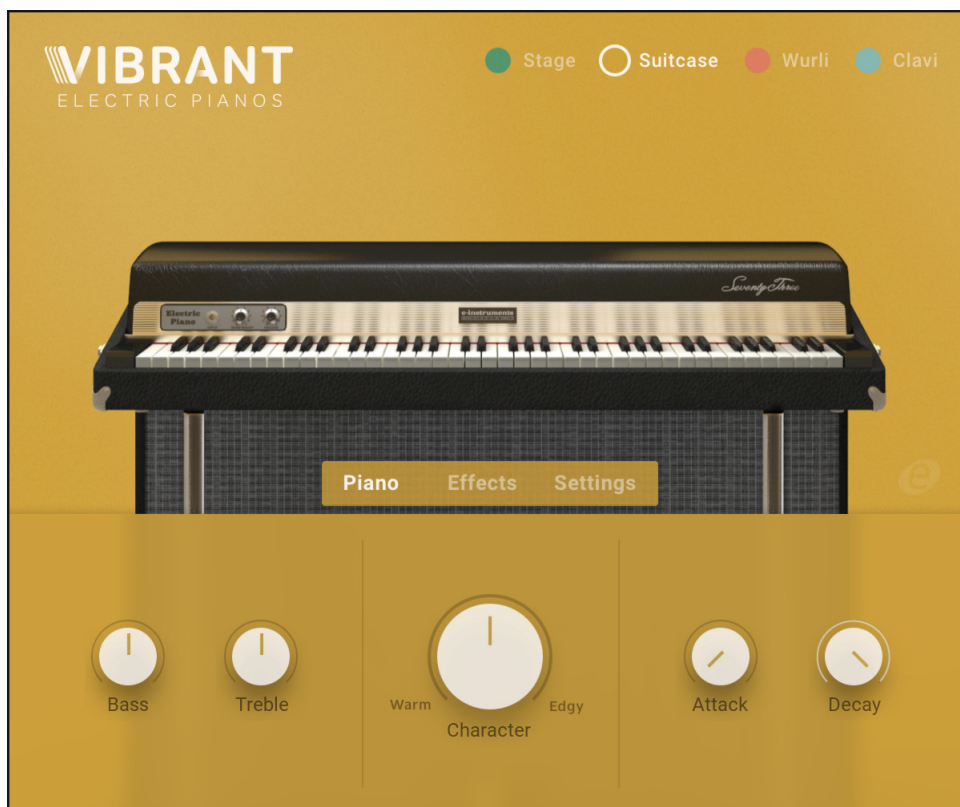 VIBRANT
ELECTRIC PIANOS
Stage
Suitcase
Wurli
Clavi
Seventy Three
Electric
Piano
e-instruments
Piano
Effects
Settings
Bass
Treble
Warm
Edgy
Character
Attack
Decay